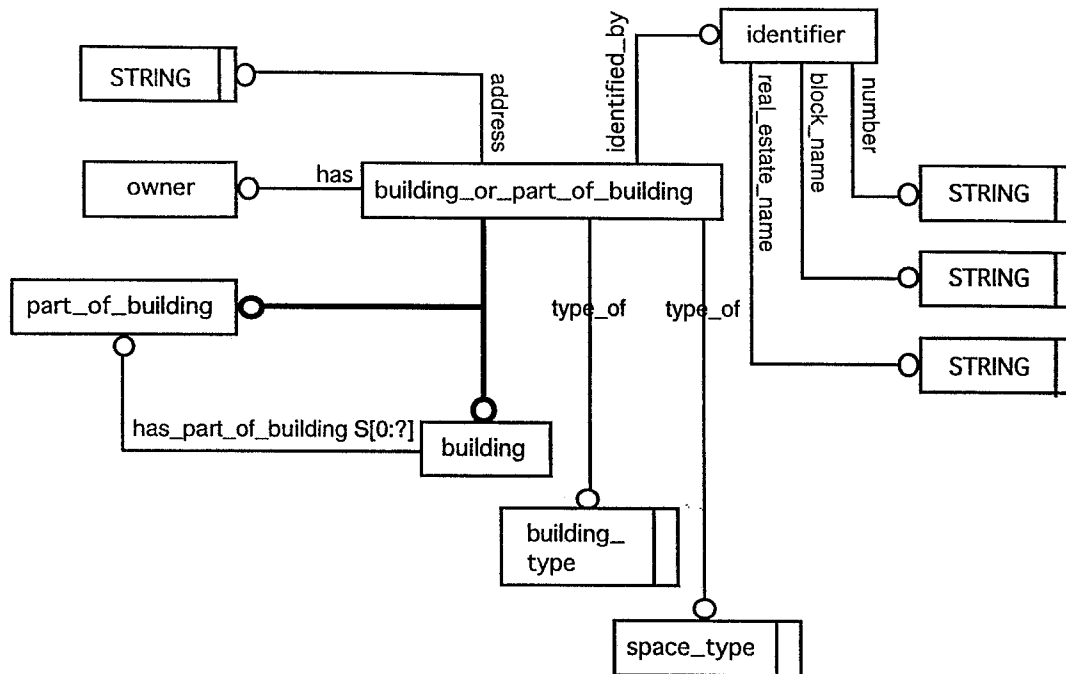 identifier
STRING
address
identified_by
real_estate_name
block_name
number
owner
has
building_or_part_of_building
STRING
STRING
STRING
part_of_building
type_of
type_of
has_part_of_building S[0:?]
building
building_
type
space_type